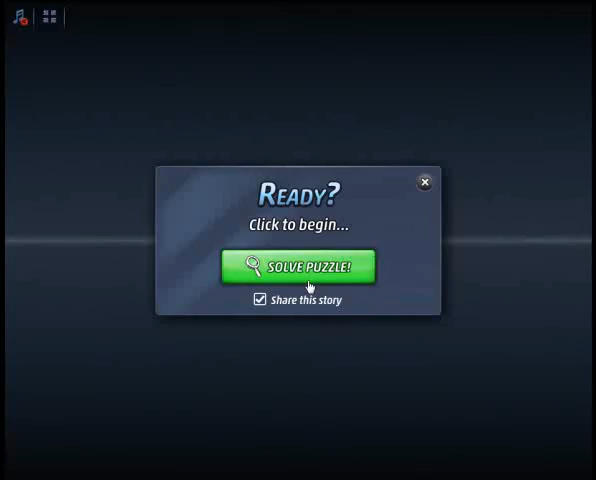 READY?
Click to begin...
SOLVE PUZZLE!
Share this story